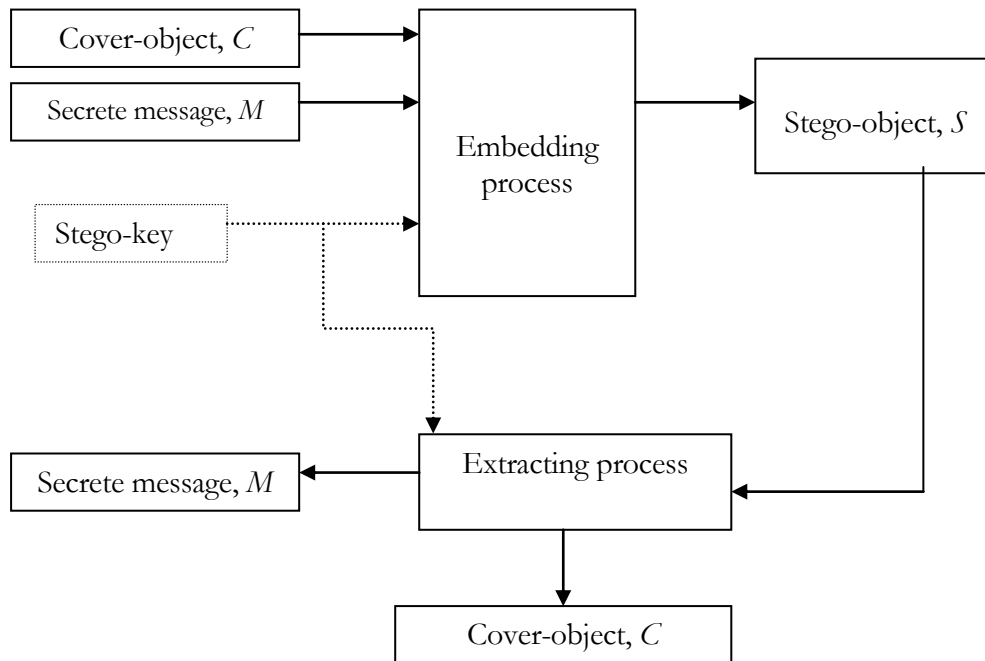 Cover-object, C
Secrete message, M
Embedding
process
Stego-object, S
Stego-key
Secrete message, M
Extracting process
Cover-object, C